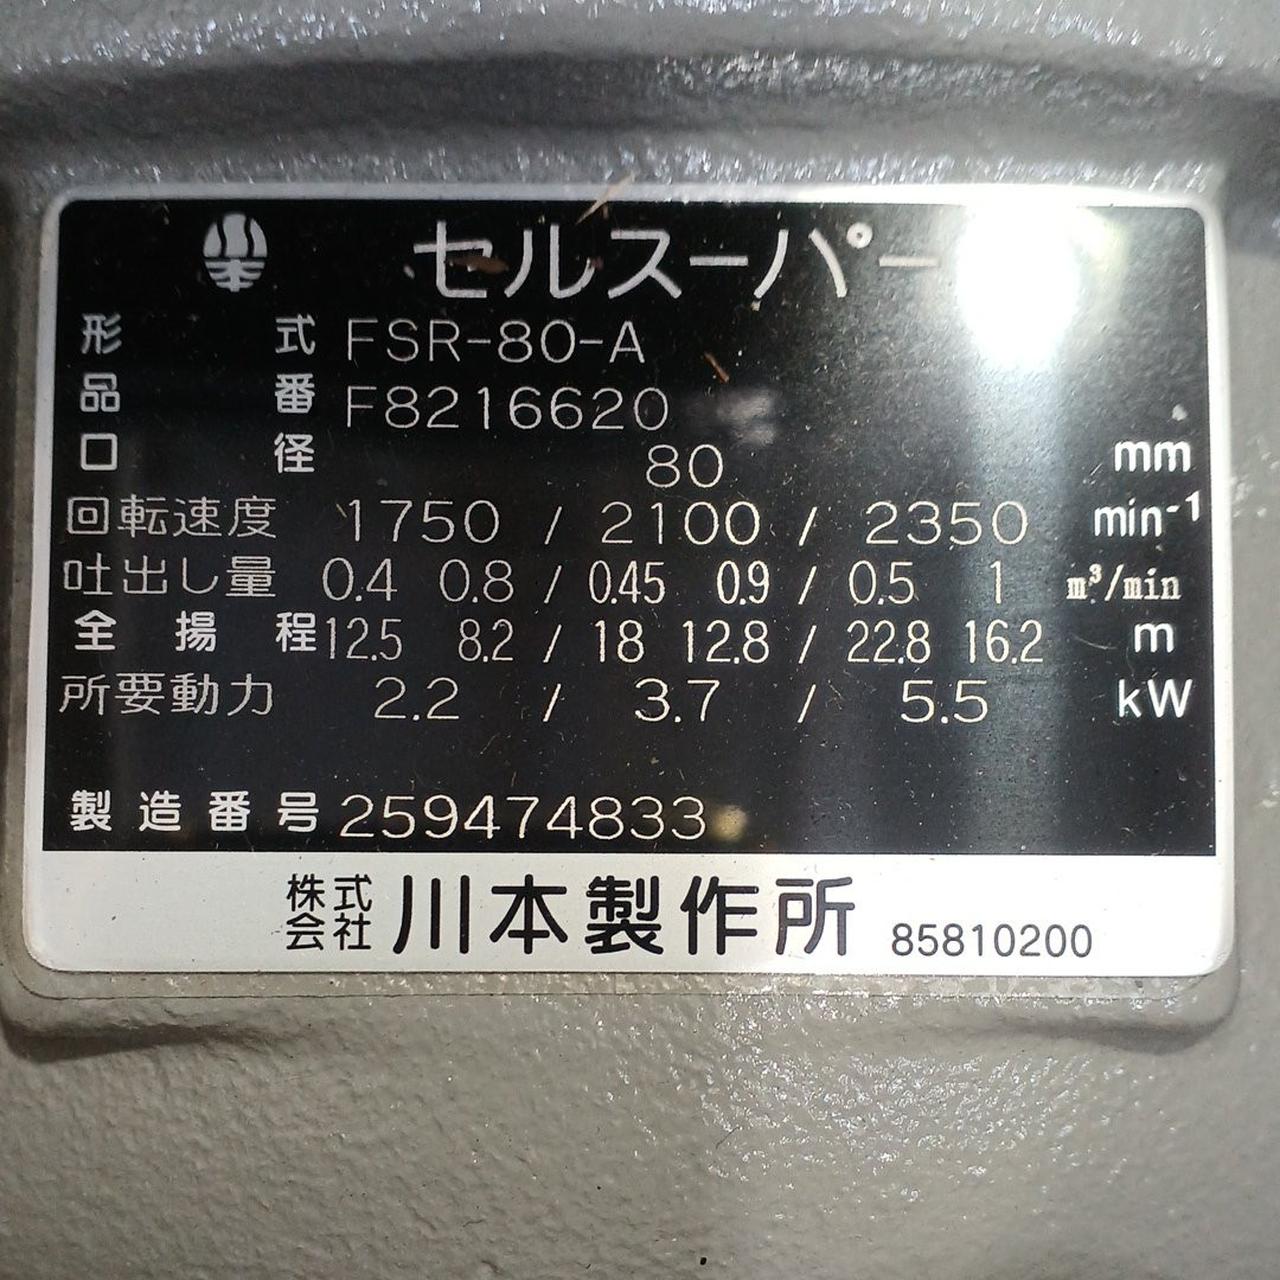 セルスーパー
形式 FSR-80-A
品番 F8216620
口径 80 mm
回転速度 1750 / 2100 / 2350 min⁻¹
吐出し量 0.4 0.8 / 0.45 0.9 / 0.5 1 m³/min
全揚程 12.5 8.2 / 18 12.8 / 22.8 16.2 m
所要動力 2.2 / 3.7 / 5.5 kW
製造番号 259474833
株式会社 川本製作所 85810200